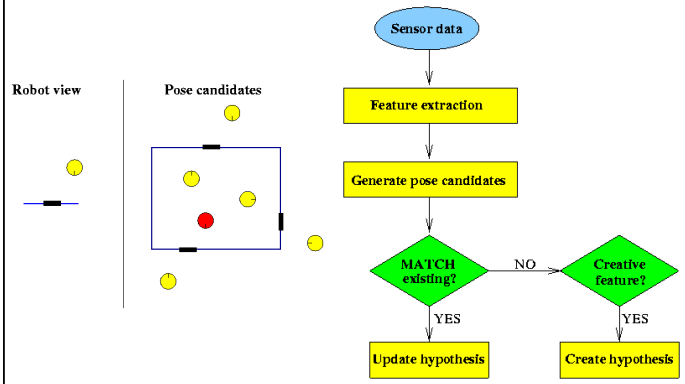 Robot view
Pose candidates
Sensor data
Feature extraction
Generate pose candidates
MATCH
existing?
NO
Creative
feature?
YES
YES
Update hypothesis
Create hypothesis